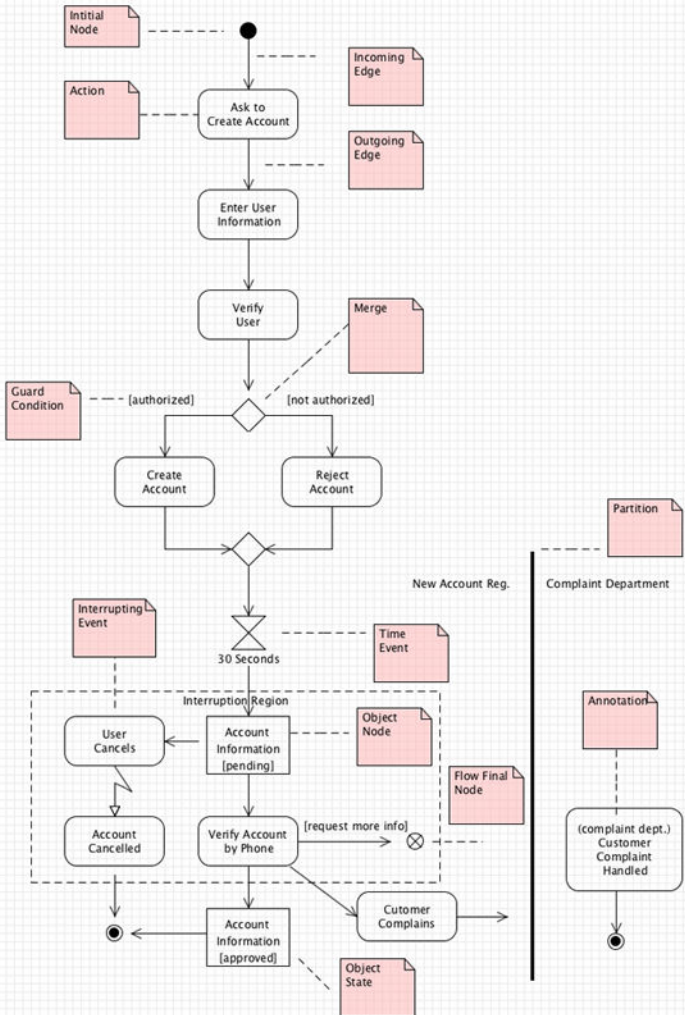 Intitial
Node
Incoming
Edge
Action
Ask to
Create Account
Outgoing
Edge
Enter User
Information
Verify
User
Merge
Guard
Condition
[authorized]
[not authorized]
Create
Account
Reject
Account
Partition
New Account Reg.
Complaint Department
Interrupting
Event
Time
Event
30 Seconds
Interruption Region
Annotation
User
Cancels
Account
Information
[pending]
Object
Node
Flow Final
Node
Account
Cancelled
Verify Account
by Phone
[request more info]
(complaint dept.)
Customer
Complaint
Handled
Cutomer
Complains
Account
Information
[approved]
Object
State